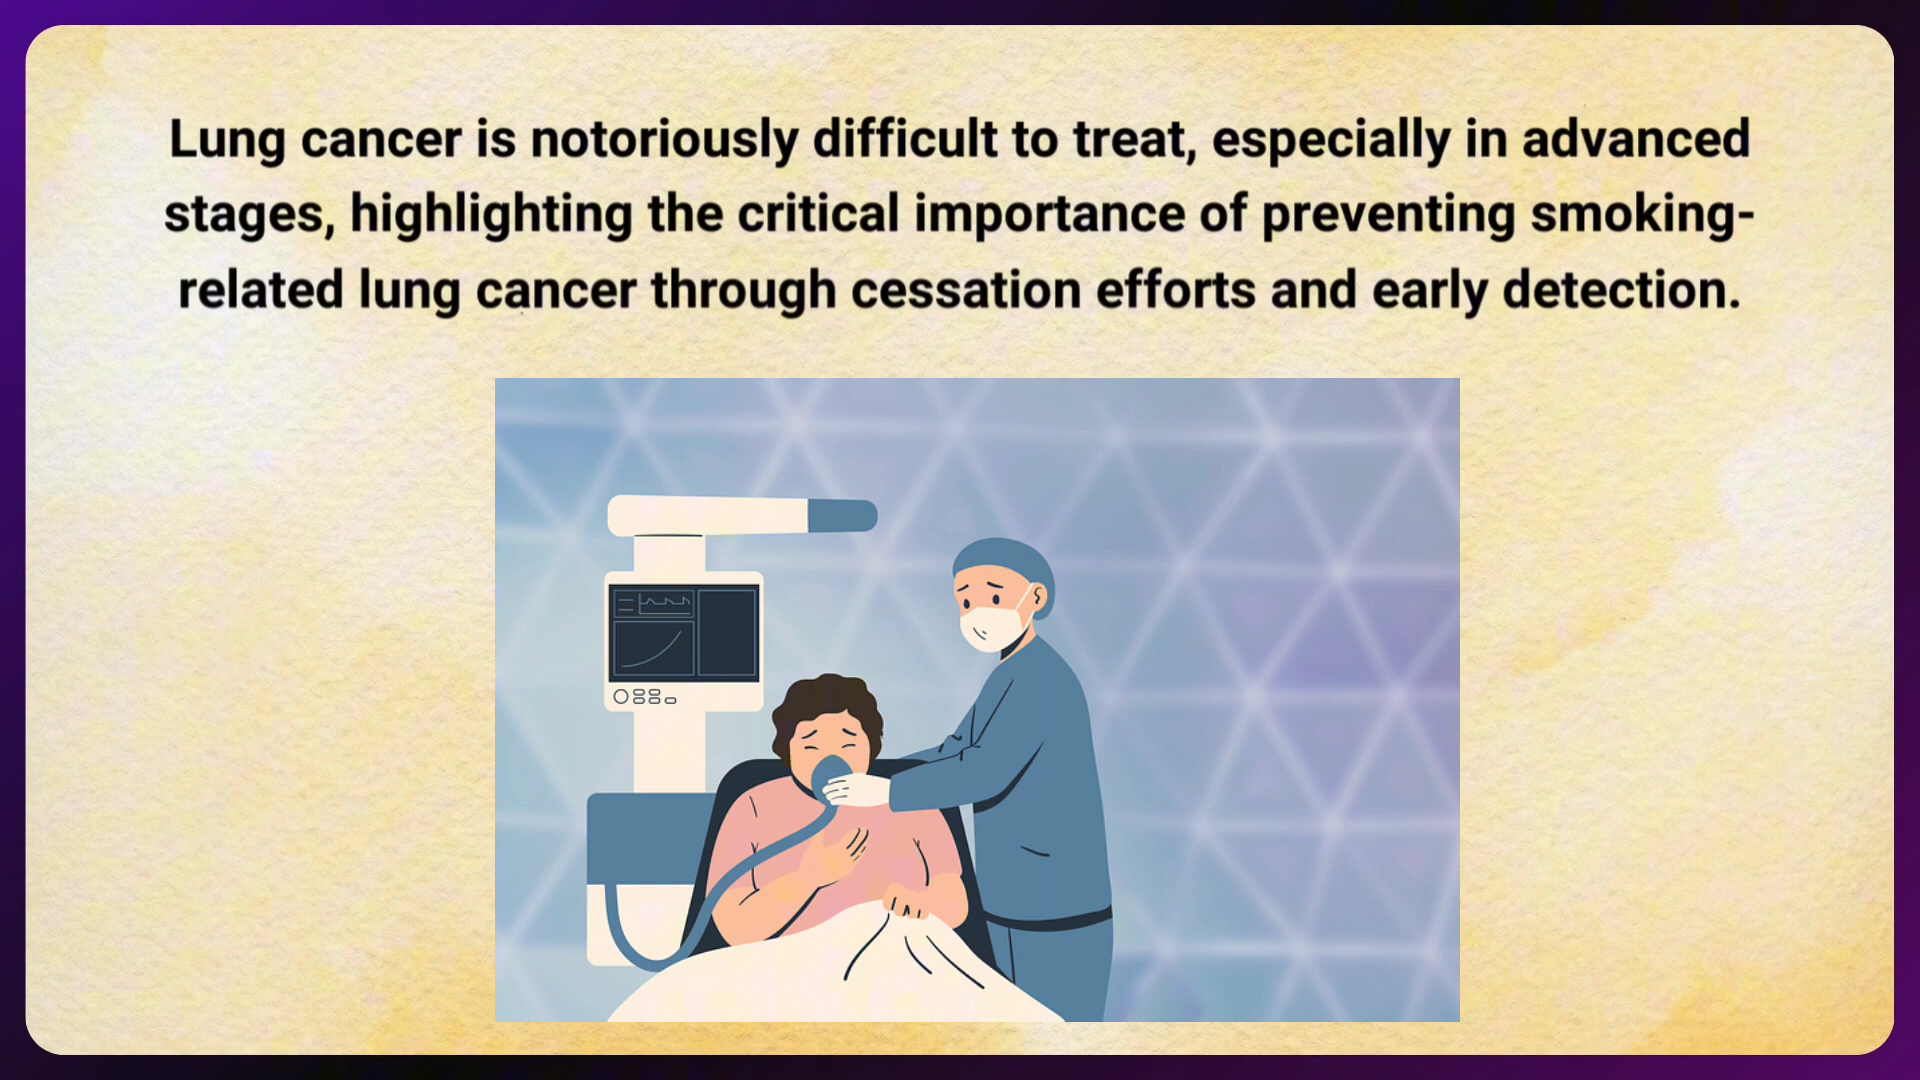 Lung cancer is notoriously difficult to treat, especially in advanced
stages, highlighting the critical importance of preventing smoking-
related lung cancer through cessation efforts and early detection.